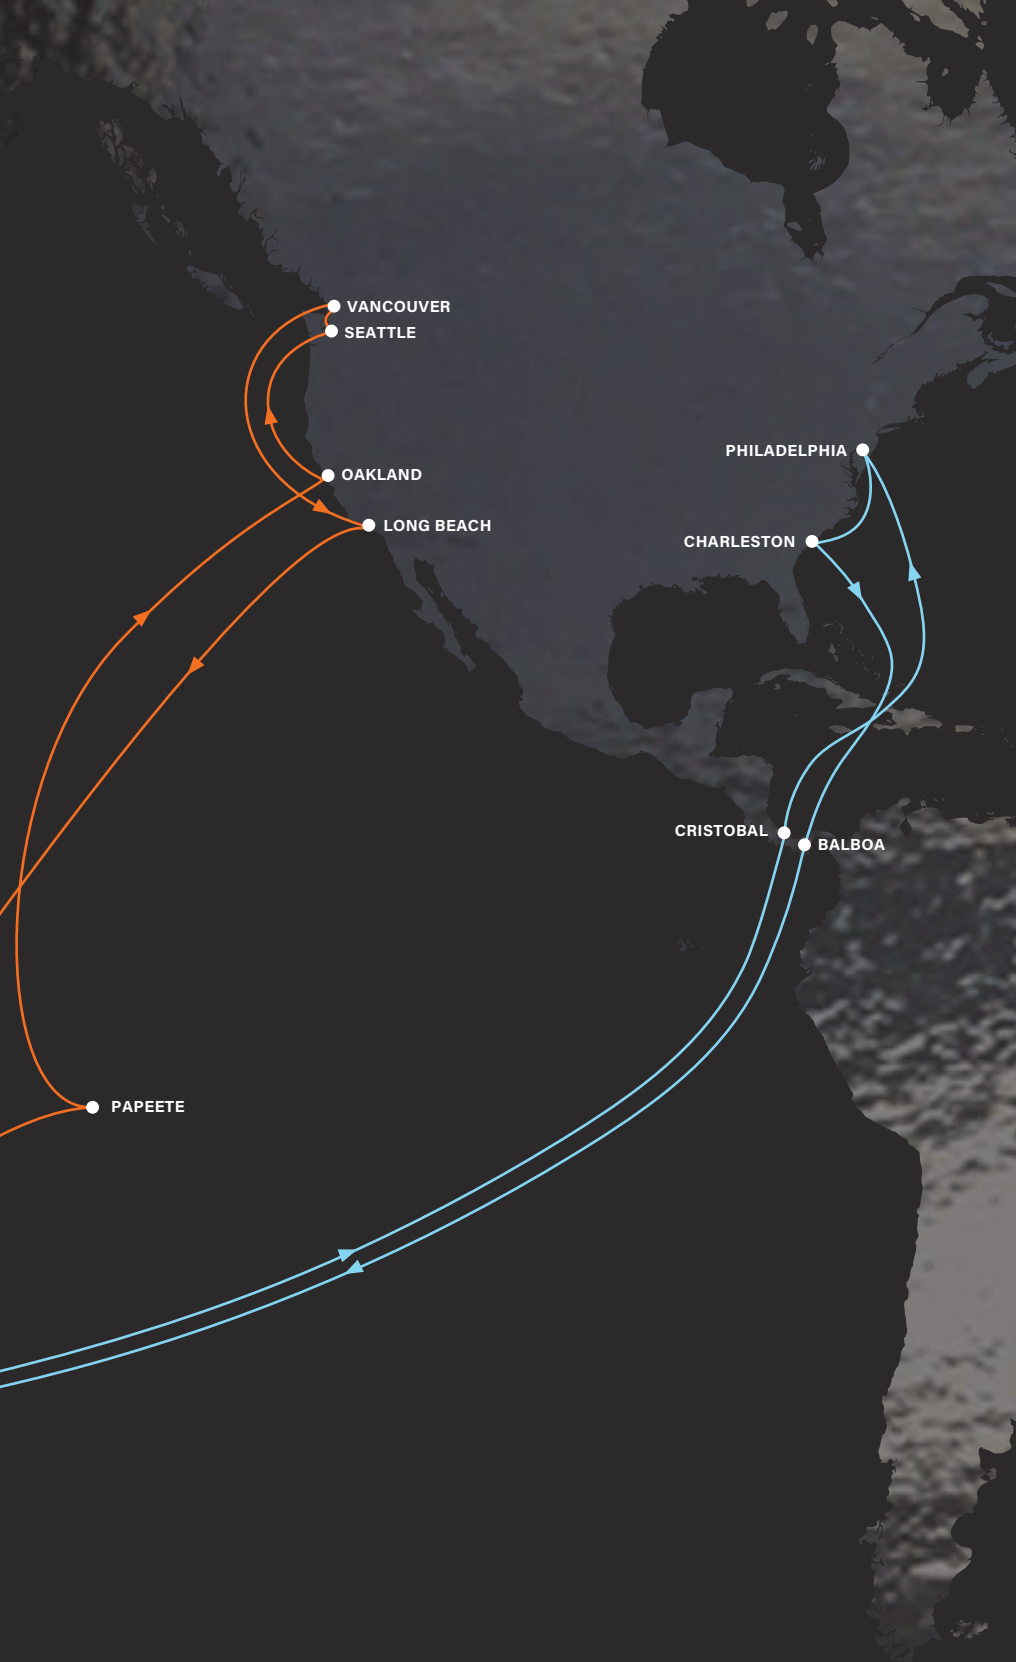 VANCOUVER
SEATTLE
PHILADELPHIA
OAKLAND
LONG BEACH
CHARLESTON
CRISTOBAL
BALBOA
PAPEETE